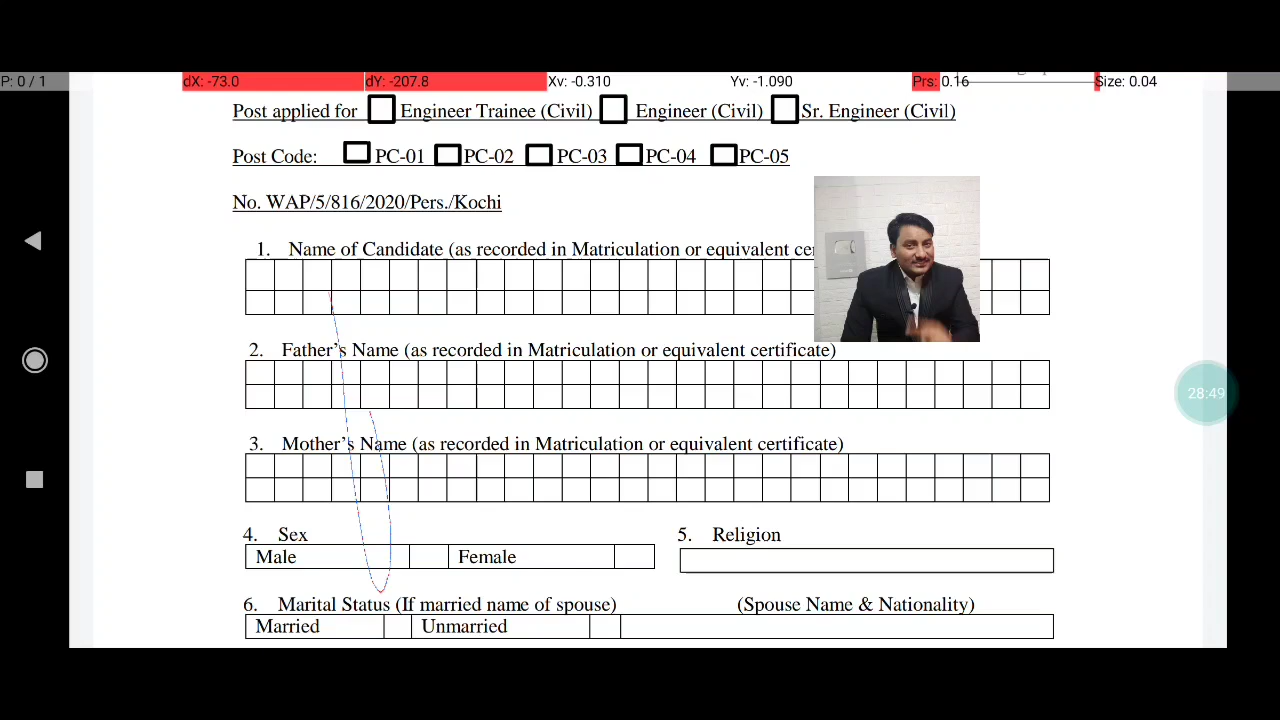 P: 0 / 1 dX: -73.0 dY: -207.8 Xv: -0.310 Yv: -1.090 Prs: 0.16 Size: 0.04
Post applied for Engineer Trainee (Civil) Engineer (Civil) Sr. Engineer (Civil)
Post Code: PC-01 PC-02 PC-03 PC-04 PC-05
No. WAP/5/816/2020/Pers./Kochi
1. Name of Candidate (as recorded in Matriculation or equivalent
2. Father's Name (as recorded in Matriculation or equivalent certificate)
28:49
3. Mother's Name (as recorded in Matriculation or equivalent certificate)
4. Sex 5. Religion
Male Female
6. Marital Status (If married name of spouse) (Spouse Name & Nationality)
Married Unmarried